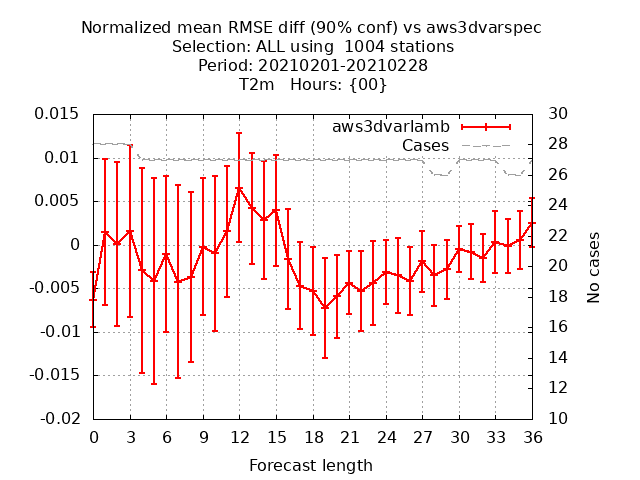 Normalized mean RMSE diff (90% conf) vs aws3dvarspec
Selection: ALL using  1004 stations
Period: 20210201-20210228
T2m   Hours: {00}
aws3dvarlamb
Cases
0.015
0.01
0.005
0
-0.005
-0.01
-0.015
-0.02
30
28
26
24
22
20
18
16
14
12
10
No cases
0 3 6 9 12 15 18 21 24 27 30 33 36
Forecast length